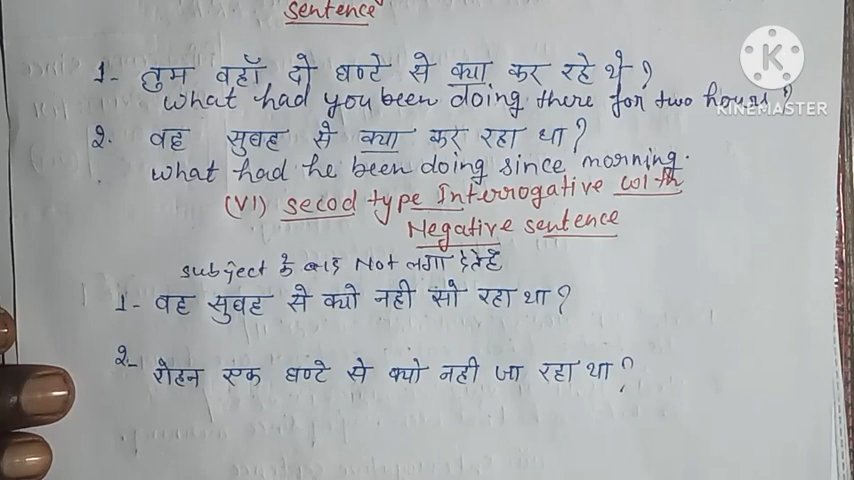 sentence
1- तुम वहाँ दो घण्टे से क्या कर रहे थे?
what had you been doing there for two hours?
२. वह सुबह से क्या कर रहा था?
what had he been doing since morning.
(VI) secod type Interrogative with
Negative sentence
subject के बाद Not लगा देते हैं
1- वह सुबह से क्यो नही सो रहा था?
२- रोहन एक घण्टे से क्यो नही जा रहा था?
KINEMASTER